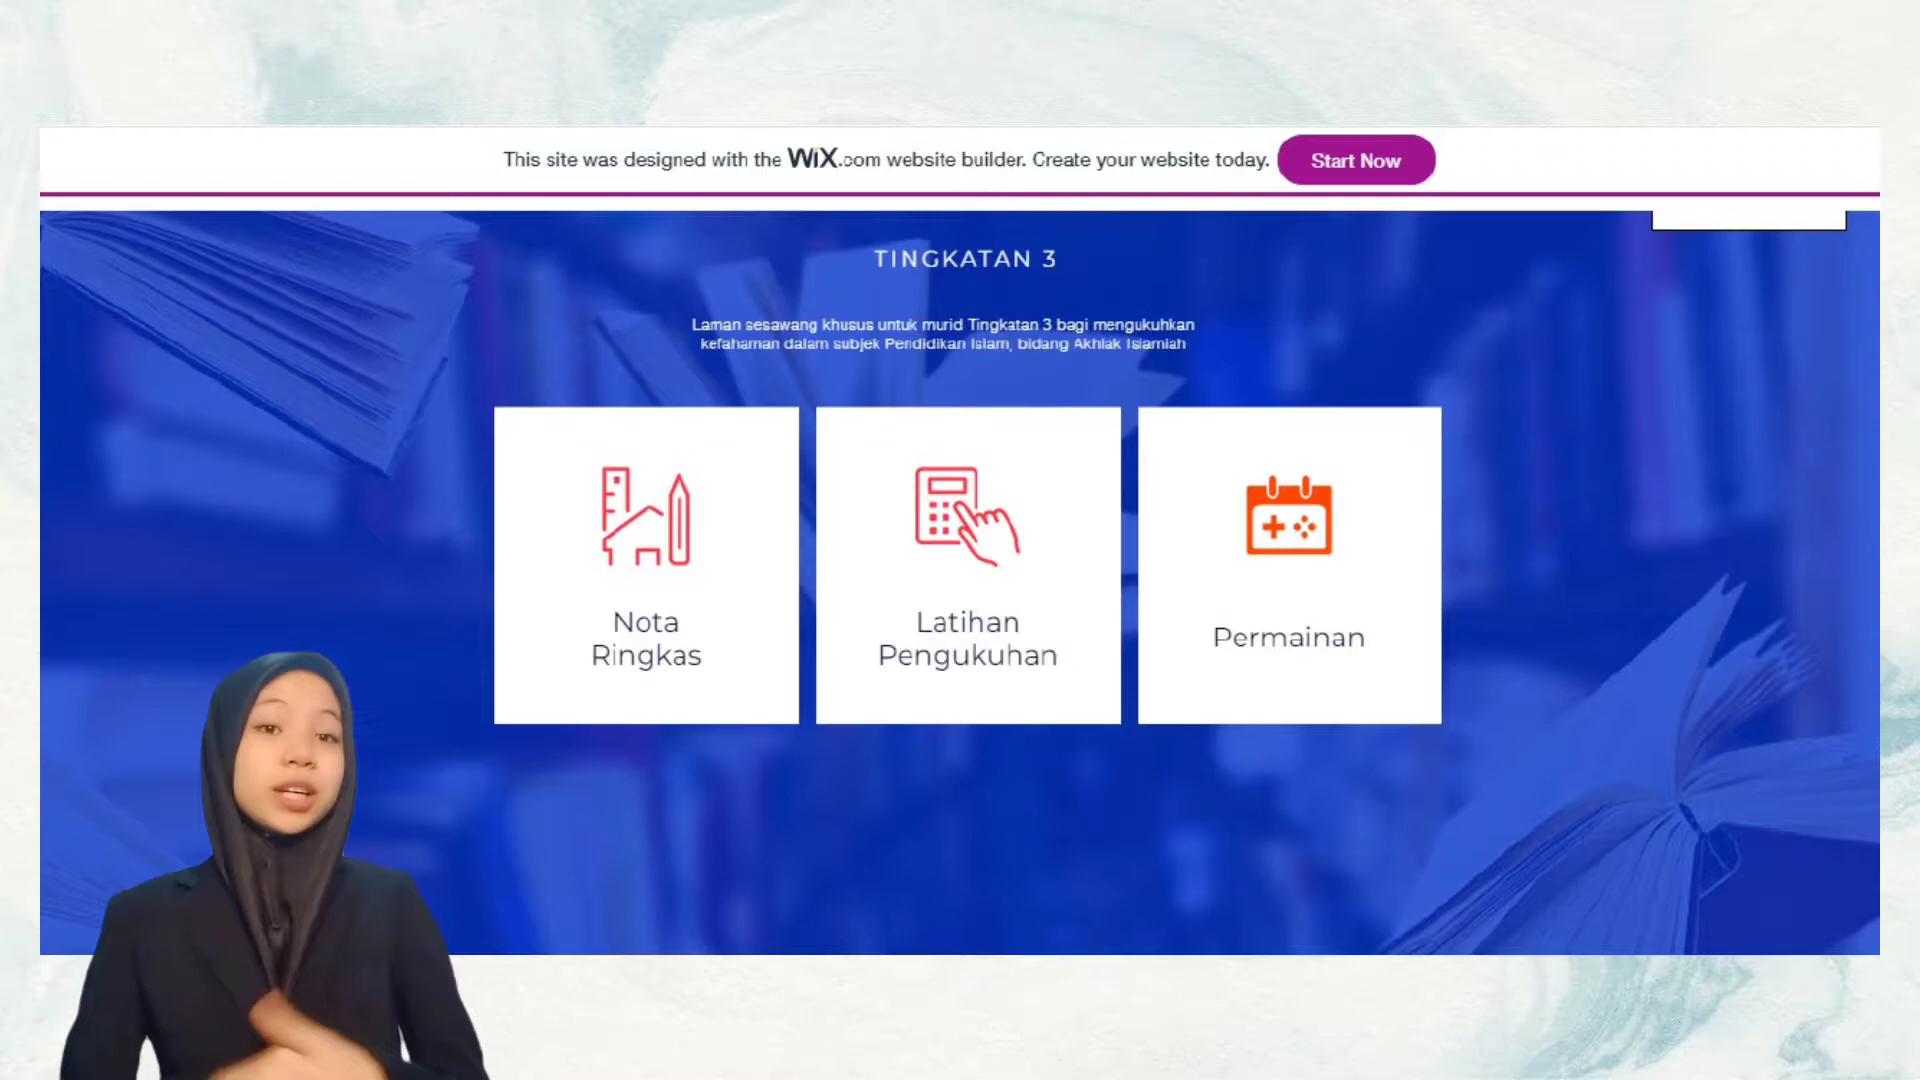 This site was designed with the WiX.com website builder. Create your website today. Start Now
TINGKATAN 3
Laman sesawang khusus untuk murid Tingkatan 3 bagi mengukuhkan
kefahaman dalam subjek Pendidikan Islam, bidang Akhlak Islamiah
Nota
Ringkas
Latihan
Pengukuhan
Permainan